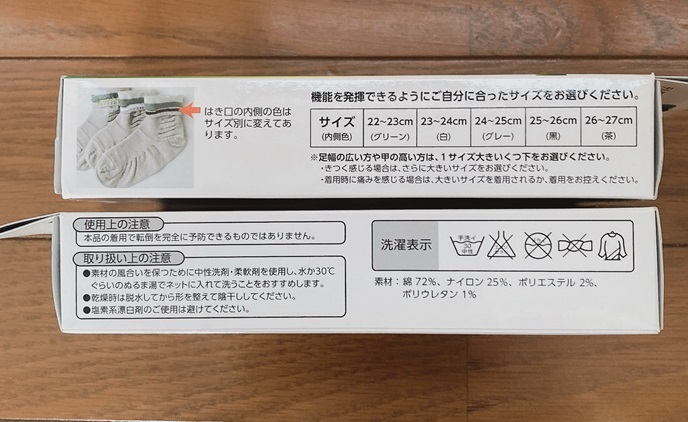 はき口の内側の色は
サイズ別に変えてあ
ります。
機能を発揮できるようにご自分に合ったサイズをお選びください。
サイズ 22~23cm 23~24cm 24~25cm 25~26cm 26~27cm
(内側色) (グリーン) (白) (グレー) (黒) (茶)
※足幅の広い方や甲の高い方は、1サイズ大きいくつ下をお選びください。
・きつく感じる場合は、さらに大きいサイズをお選びください。
・着用時に痛みを感じる場合は、大きいサイズを着用されるか、着用をお控えください。
使用上の注意
本品の着用で転倒を完全に予防できるものではありません。
取り扱い上の注意
●素材の風合いを保つために中性洗剤・柔軟剤を使用し、水か30℃
ぐらいのぬるま湯でネットに入れて洗うことをおすすめします。
●乾燥時は脱水してから形を整えて陰干ししてください。
●塩素系漂白剤のご使用は避けてください。
洗濯表示
手洗イ
30
中性
素材:綿 72%、ナイロン 25%、ポリエステル 2%、
ポリウレタン 1%